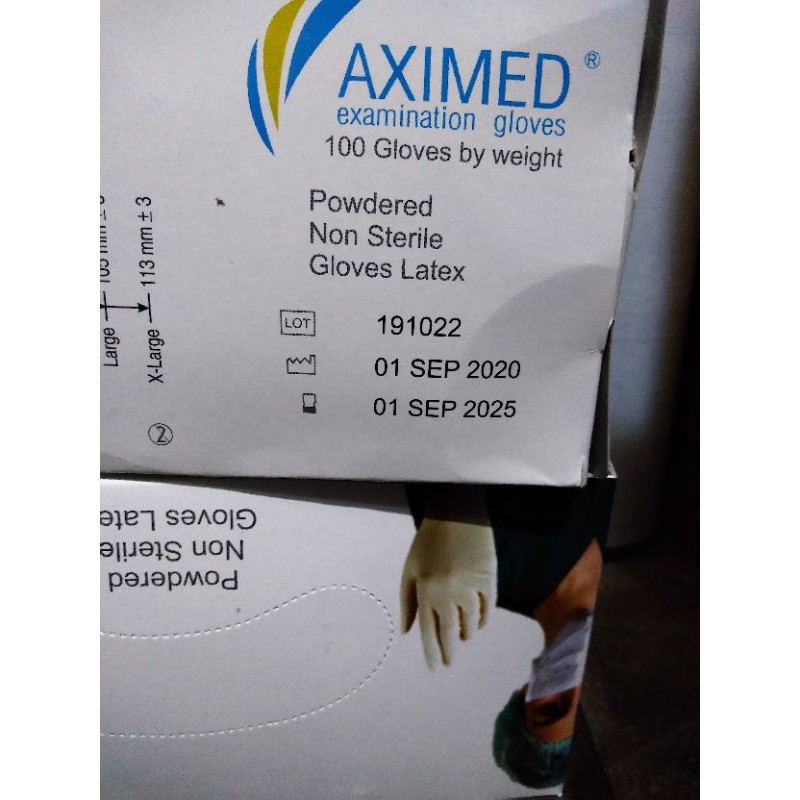 AXIMED ®
examination gloves
100 Gloves by weight
Powdered
Non Sterile
Gloves Latex
LOT 191022
01 SEP 2020
01 SEP 2025
Large
X-Large 113 mm ± 3
2
Powdered
Non Sterile
Gloves